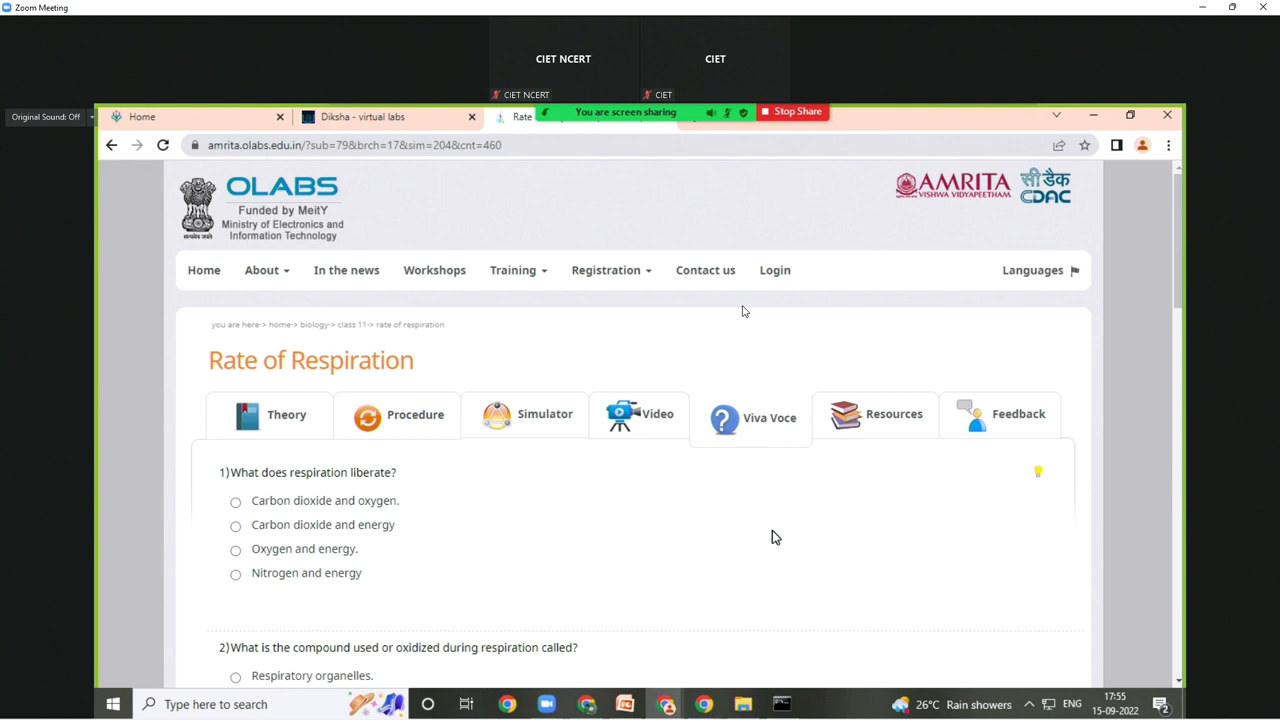 Zoom Meeting
CIET NCERT
CIET
CIET NCERT
CIET
Original Sound: Off
Home
Diksha - virtual labs
Rate
You are screen sharing
Stop Share
amrita.olabs.edu.in/?sub=79&brch=17&sim=204&cnt=460
सत्यमेव जयते
OLABS
Funded by MeitY
Ministry of Electronics and
Information Technology
AMRITA
VISHWA VIDYAPEETHAM
सी डैक
CDAC
Home
About
In the news
Workshops
Training
Registration
Contact us
Login
Languages
you are here-> home-> biology-> class 11-> rate of respiration
Rate of Respiration
Theory
Procedure
Simulator
Video
Viva Voce
Resources
Feedback
1)What does respiration liberate?
Carbon dioxide and oxygen.
Carbon dioxide and energy
Oxygen and energy.
Nitrogen and energy
2)What is the compound used or oxidized during respiration called?
Respiratory organelles.
Type here to search
26°C Rain showers
ENG
17:55
15-09-2022
2